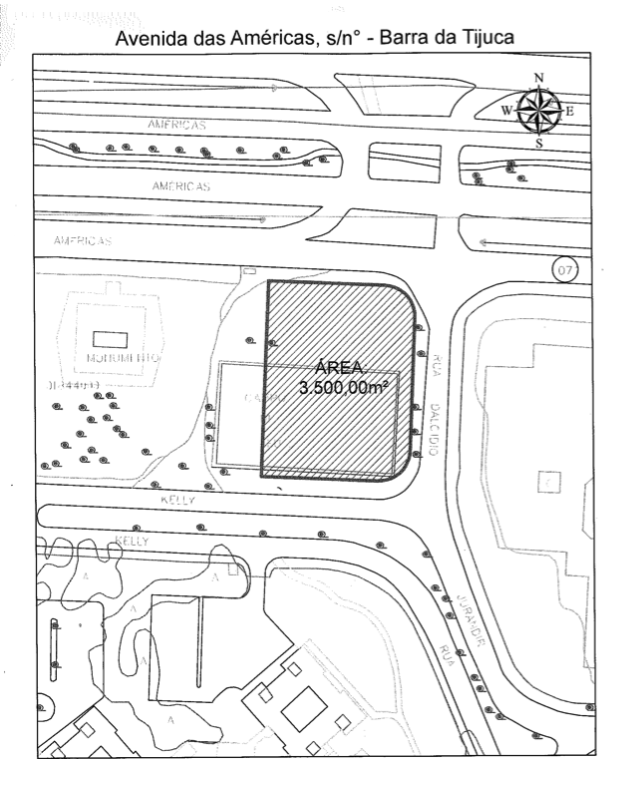 Avenida das Américas, s/n° - Barra da Tijuca
N
W E
S
AMÉRICAS
AMÉRICAS
AMÉRICAS
07
MONUMENTO
ÁREA
3.500,00m²
RUA
DALCIDIO
KELLY
KELLY
JURANDIR
RUA
A
A
A
A